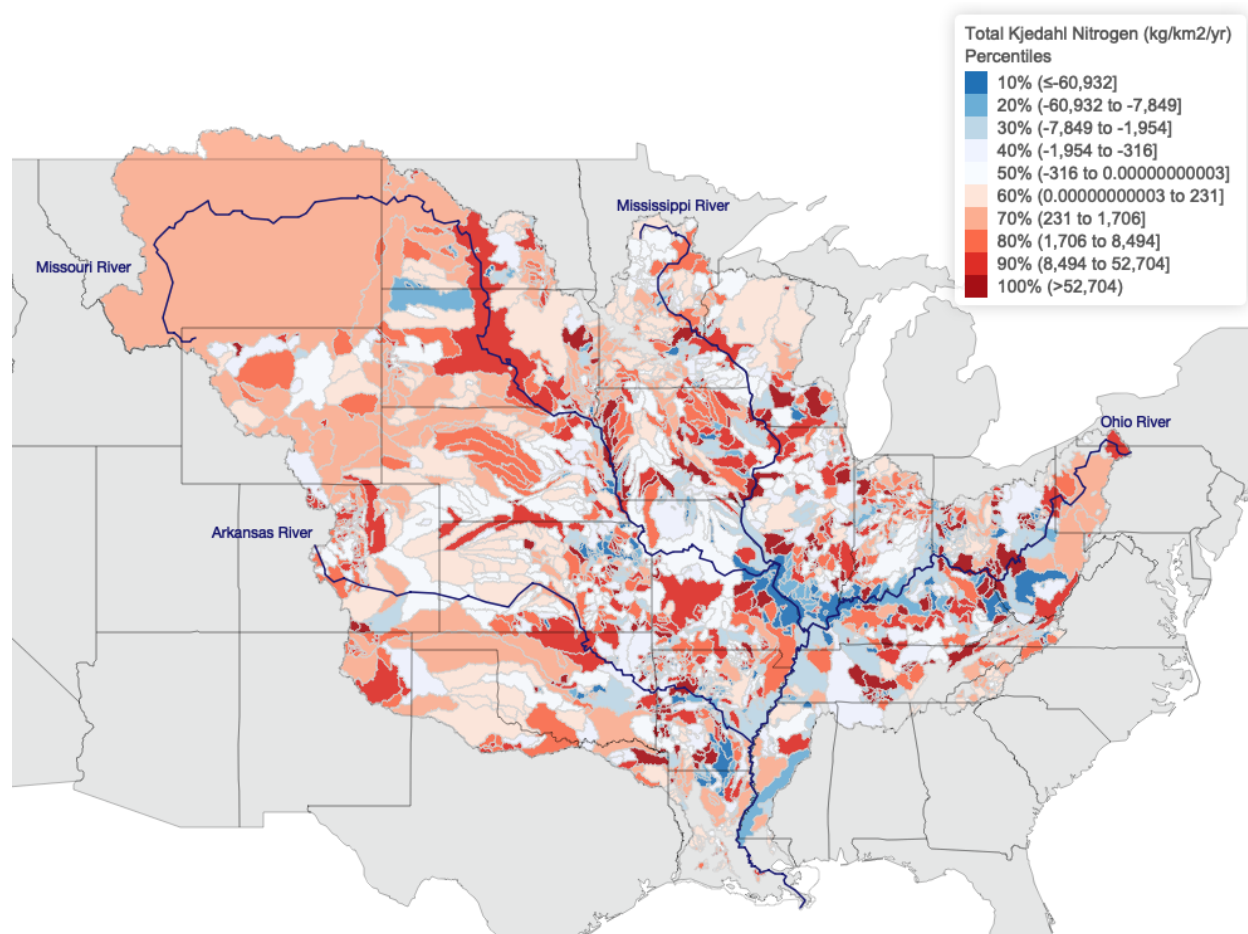 Total Kjedahl Nitrogen (kg/km2/yr)
Percentiles
10% (≤-60,932]
20% (-60,932 to -7,849]
30% (-7,849 to -1,954]
40% (-1,954 to -316]
50% (-316 to 0.00000000003]
60% (0.00000000003 to 231]
70% (231 to 1,706]
80% (1,706 to 8,494]
90% (8,494 to 52,704]
100% (>52,704)
Mississippi River
Missouri River
Ohio River
Arkansas River